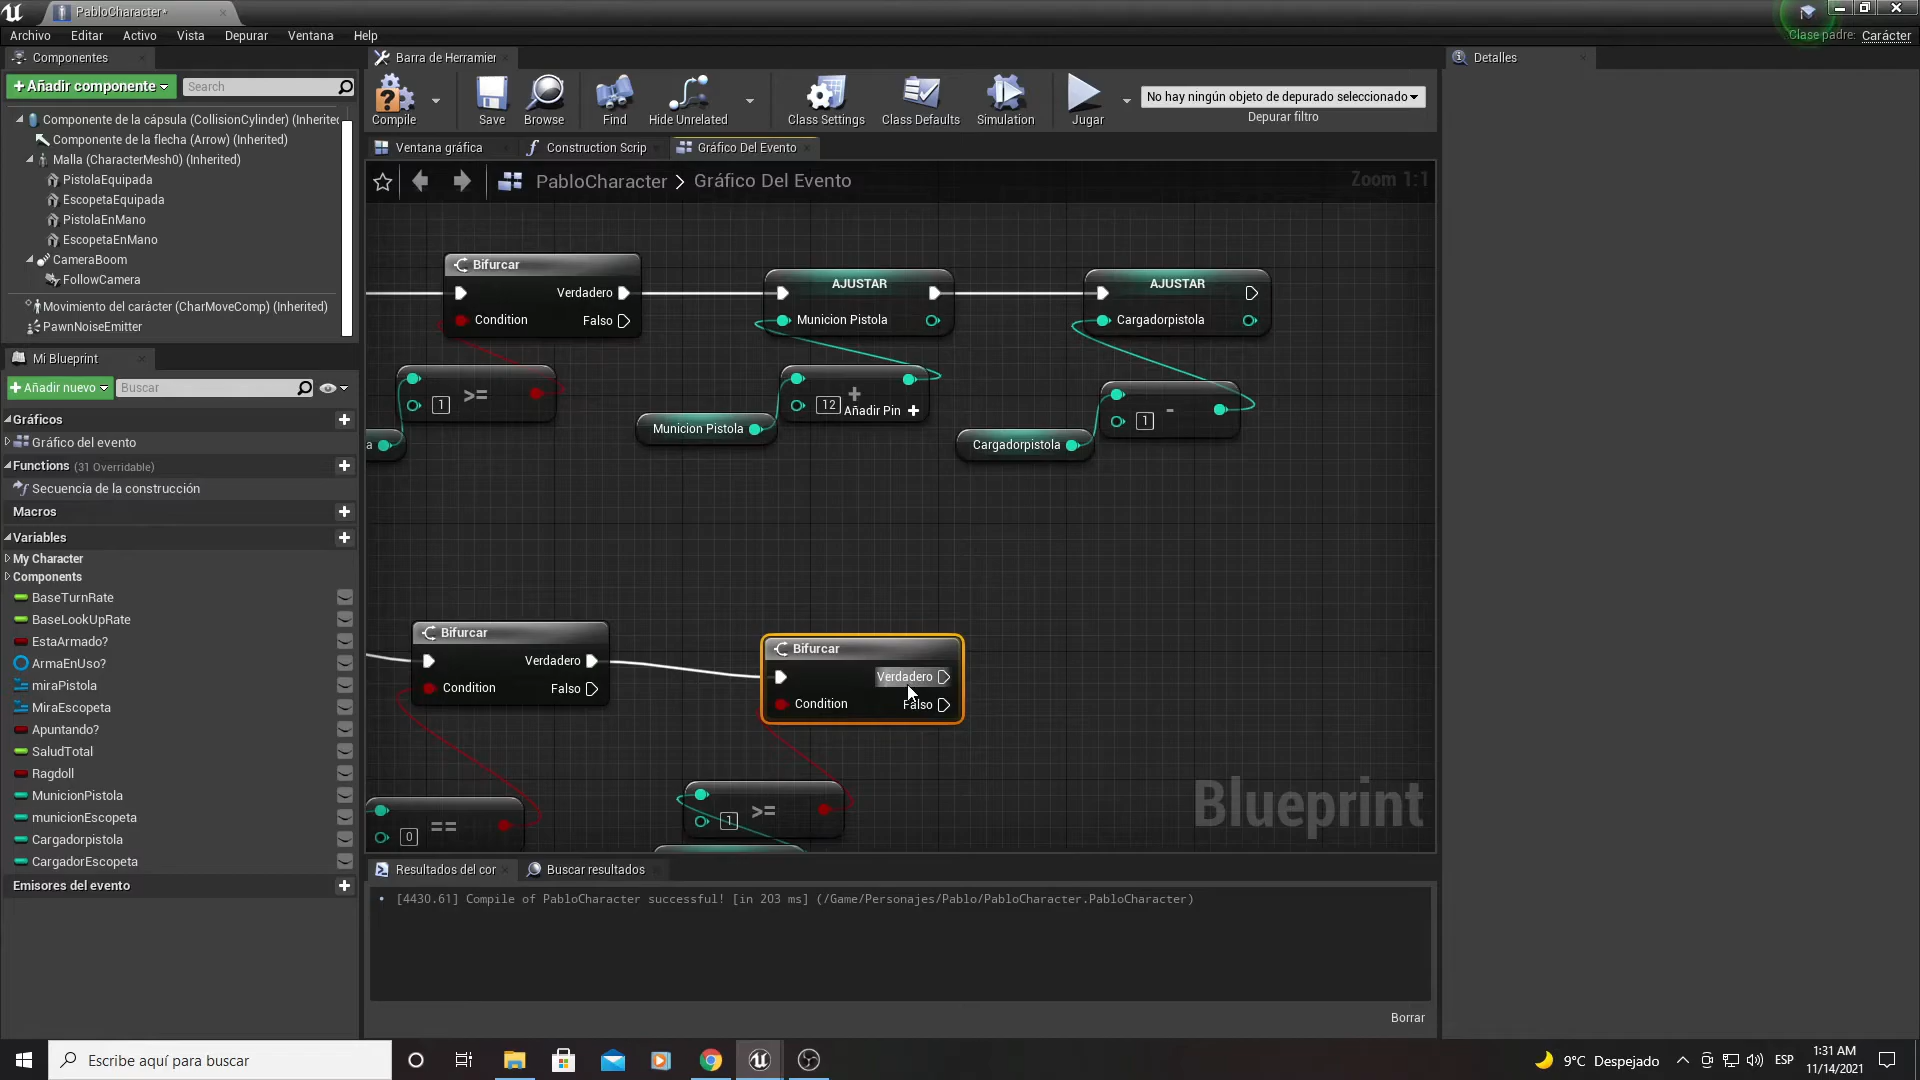 PabloCharacter*
Archivo Editar Activo Vista Depurar Ventana Help
Clase padre: Carácter
Componentes
Añadir componente
Search
Componente de la cápsula (CollisionCylinder) (Inherite
Componente de la flecha (Arrow) (Inherited)
Malla (CharacterMesh0) (Inherited)
PistolaEquipada
EscopetaEquipada
PistolaEnMano
EscopetaEnMano
CameraBoom
FollowCamera
Movimiento del carácter (CharMoveComp) (Inherited)
PawnNoiseEmitter
Mi Blueprint
Añadir nuevo
Buscar
Gráficos
Gráfico del evento
Functions (31 Overridable)
Secuencia de la construcción
Macros
Variables
My Character
Components
BaseTurnRate
BaseLookUpRate
EstaArmado?
ArmaEnUso?
miraPistola
MiraEscopeta
Apuntando?
SaludTotal
Ragdoll
MunicionPistola
municionEscopeta
Cargadorpistola
CargadorEscopeta
Emisores del evento
Barra de Herramier
Compile
Save
Browse
Find
Hide Unrelated
Class Settings
Class Defaults
Simulation
Jugar
No hay ningún objeto de depurado seleccionado
Depurar filtro
Ventana gráfica
Construction Scrip
Gráfico Del Evento
PabloCharacter > Gráfico Del Evento
Zoom 1:1
Bifurcar
Verdadero
Condition
Falso
AJUSTAR
Municion Pistola
AJUSTAR
Cargadorpistola
1
>=
a
12
+
Añadir Pin
Municion Pistola
1
-
Cargadorpistola
Bifurcar
Verdadero
Condition
Falso
Bifurcar
Verdadero
Condition
Falso
0
==
1
>=
Blueprint
Resultados del cor
Buscar resultados
[4430.61] Compile of PabloCharacter successful! [in 203 ms] (/Game/Personajes/Pablo/PabloCharacter.PabloCharacter)
Borrar
Detalles
Escribe aquí para buscar
9°C Despejado
ESP
1:31 AM
11/14/2021